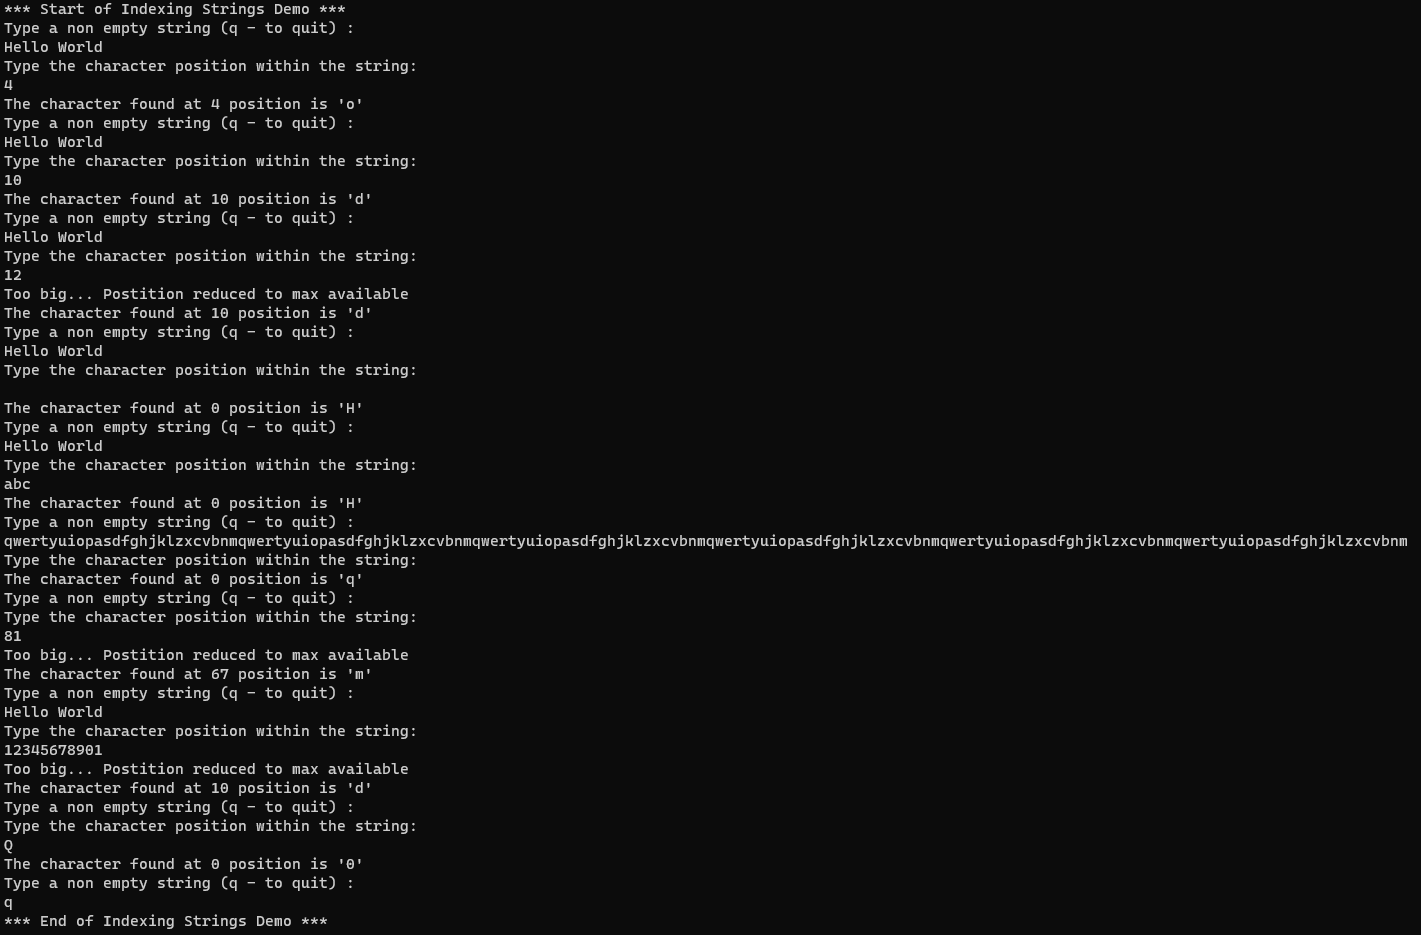 *** Start of Indexing Strings Demo ***
Type a non empty string (q - to quit) :
Hello World
Type the character position within the string:
4
The character found at 4 position is 'o'
Type a non empty string (q - to quit) :
Hello World
Type the character position within the string:
10
The character found at 10 position is 'd'
Type a non empty string (q - to quit) :
Hello World
Type the character position within the string:
12
Too big... Postition reduced to max available
The character found at 10 position is 'd'
Type a non empty string (q - to quit) :
Hello World
Type the character position within the string:

The character found at 0 position is 'H'
Type a non empty string (q - to quit) :
Hello World
Type the character position within the string:
abc
The character found at 0 position is 'H'
Type a non empty string (q - to quit) :
qwertyuiopasdfghjklzxcvbnmqwertyuiopasdfghjklzxcvbnmqwertyuiopasdfghjklzxcvbnmqwertyuiopasdfghjklzxcvbnmqwertyuiopasdfghjklzxcvbnmqwertyuiopasdfghjklzxcvbnm
Type the character position within the string:
The character found at 0 position is 'q'
Type a non empty string (q - to quit) :
Type the character position within the string:
81
Too big... Postition reduced to max available
The character found at 67 position is 'm'
Type a non empty string (q - to quit) :
Hello World
Type the character position within the string:
12345678901
Too big... Postition reduced to max available
The character found at 10 position is 'd'
Type a non empty string (q - to quit) :
Type the character position within the string:
Q
The character found at 0 position is '0'
Type a non empty string (q - to quit) :
q
*** End of Indexing Strings Demo ***